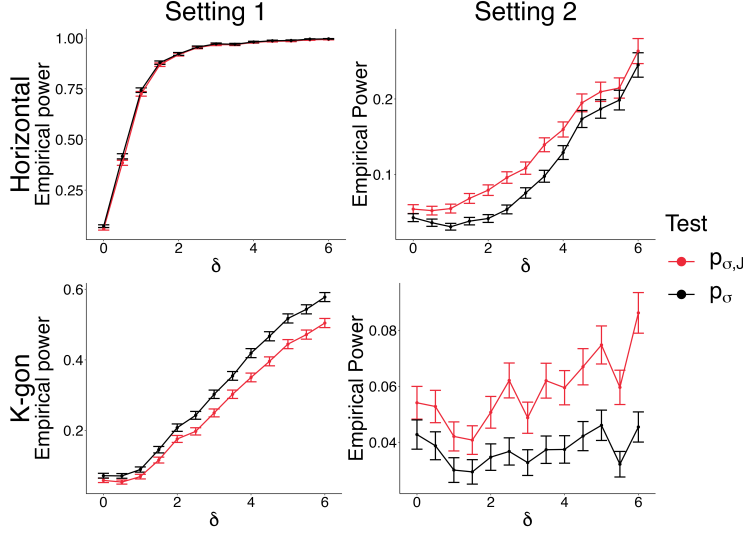 Setting 1
Setting 2
Horizontal
Empirical power
1.00
0.75
0.50
0.25
0
2
4
6
δ
Empirical Power
0.2
0.1
0
2
4
6
δ
K-gon
Empirical power
0.6
0.4
0.2
0
2
4
6
δ
Empirical Power
0.08
0.06
0.04
0
2
4
6
δ
Test
pσ,J
pσ